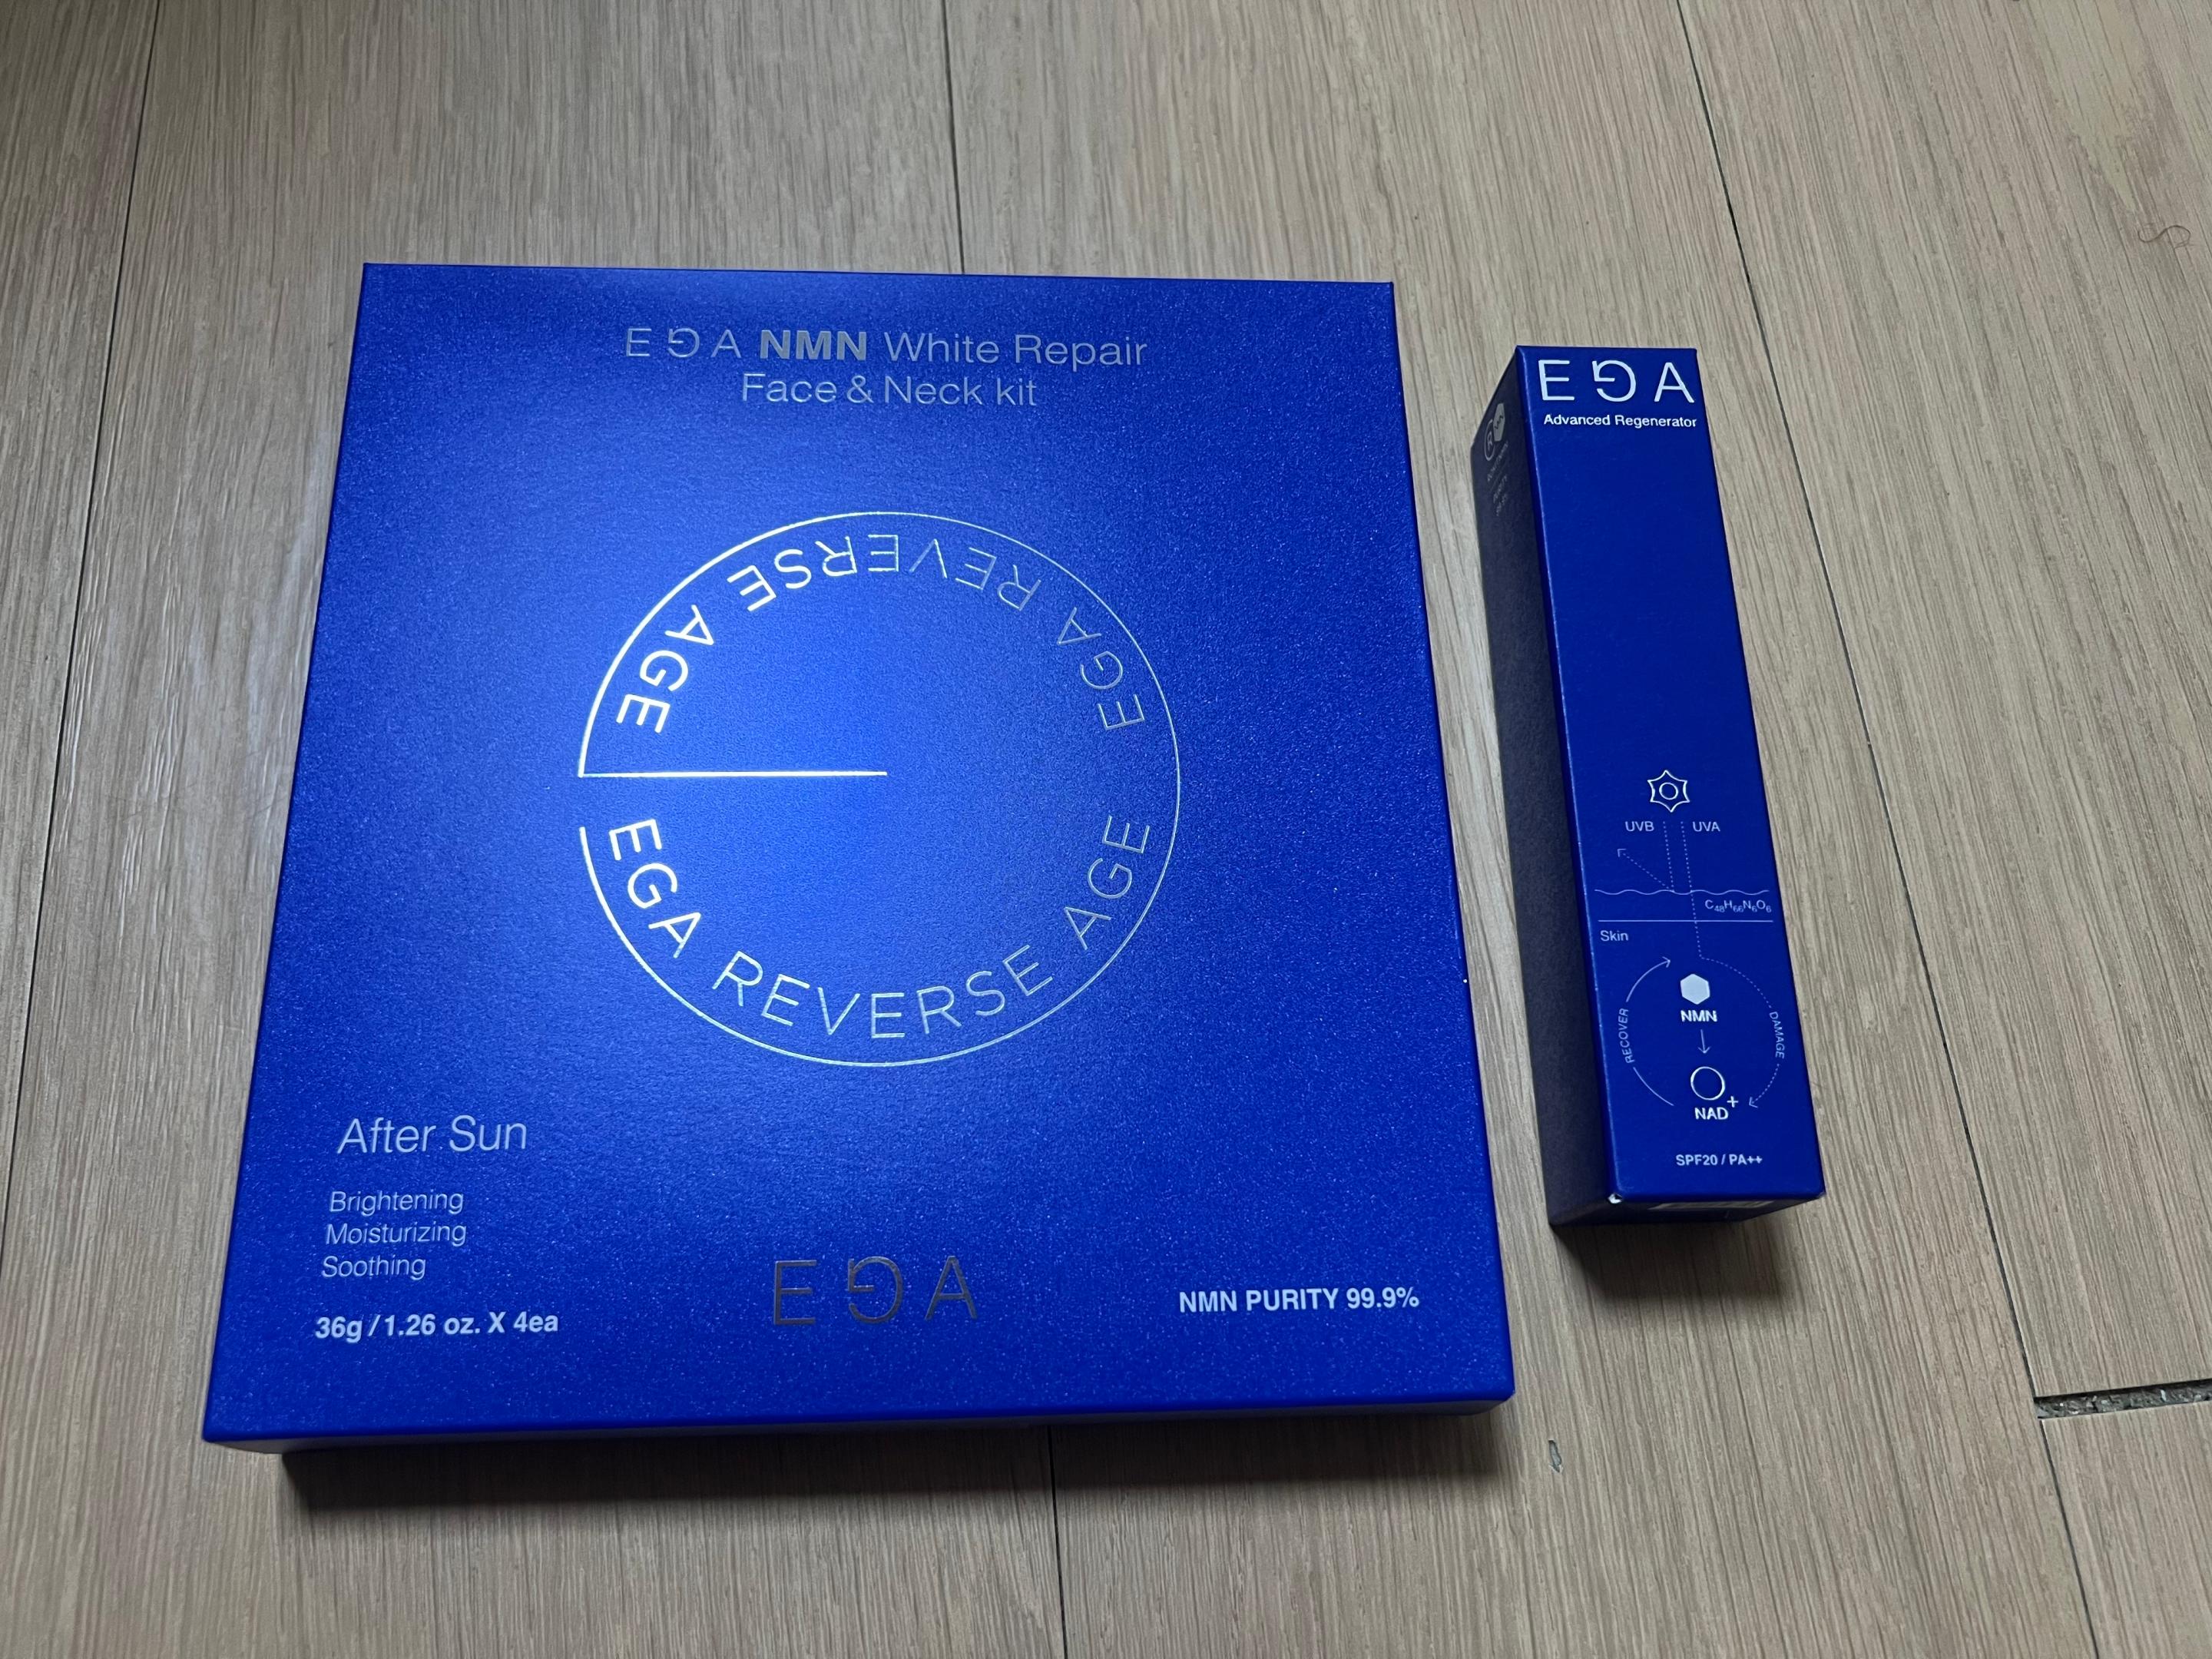 EGA NMN White Repair
Face & Neck kit
EGA REVERSE AGE
EGA REVERSE AGE
After Sun
Brightening
Moisturizing
Soothing
36g / 1.26 oz. X 4ea
EGA
NMN PURITY 99.9%
EGA
Advanced Regenerator
UVB UVA
C48H66N6O6
Skin
RECOVER
NMN
DAMAGE
NAD+
SPF20 / PA++